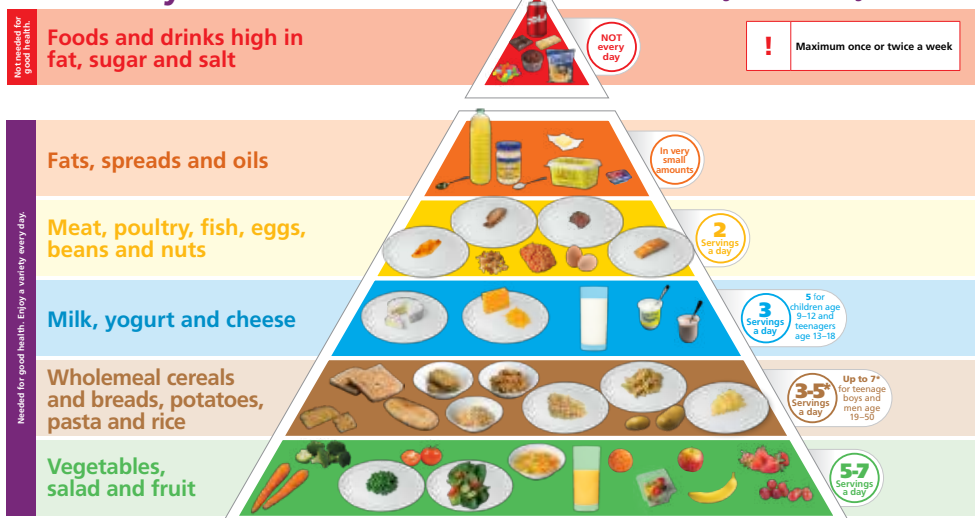 Not needed for
good health.
Foods and drinks high in
fat, sugar and salt
NOT
every
day
!
Maximum once or twice a week
Needed for good health. Enjoy a variety every day.
Fats, spreads and oils
In very
small
amounts
Meat, poultry, fish, eggs,
beans and nuts
2
Servings
a day
Milk, yogurt and cheese
3
Servings
a day
5 for
children age
9–12 and
teenagers
age 13–18
Wholemeal cereals
and breads, potatoes,
pasta and rice
3-5*
Servings
a day
Up to 7*
for teenage
boys and
men age
19–50
Vegetables,
salad and fruit
5-7
Servings
a day